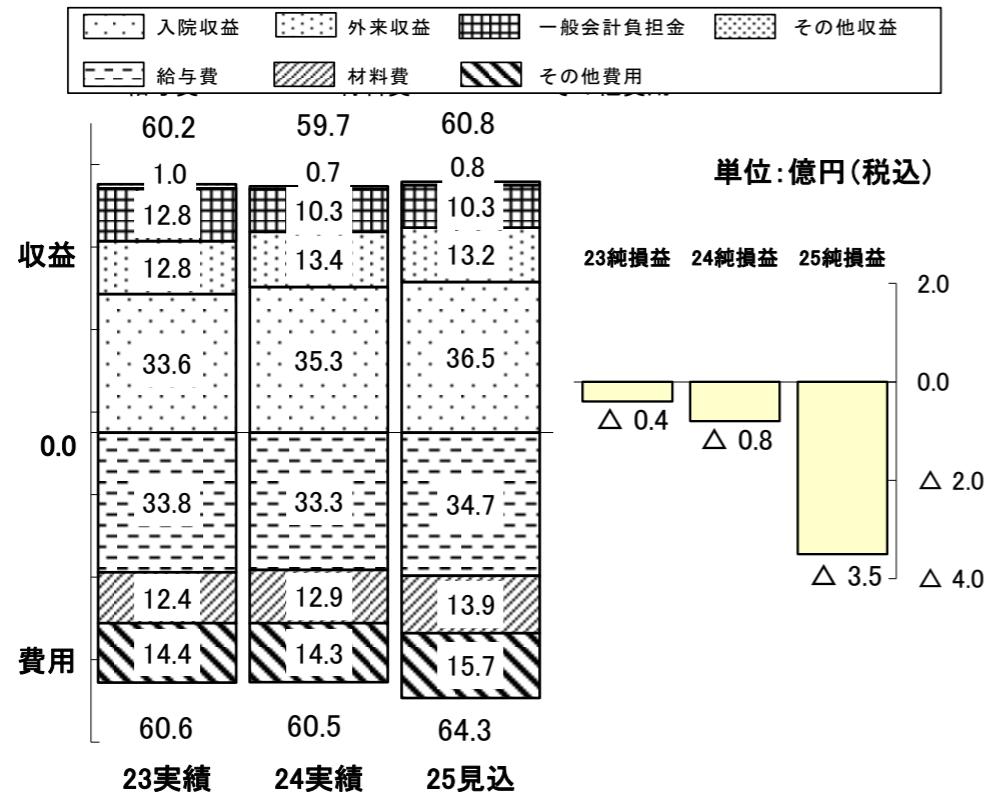 入院収益 外来収益 一般会計負担金 その他収益
給与費 材料費 その他費用
60.2 59.7 60.8
1.0 0.7 0.8
12.8 10.3 10.3
12.8 13.4 13.2
33.6 35.3 36.5
収益
0.0
33.8 33.3 34.7
12.4 12.9 13.9
14.4 14.3 15.7
費用
60.6 60.5 64.3
23実績 24実績 25見込
単位:億円(税込)
23純損益 24純損益 25純損益
2.0
0.0
△ 0.4 △ 0.8 △ 3.5
△ 2.0
△ 4.0